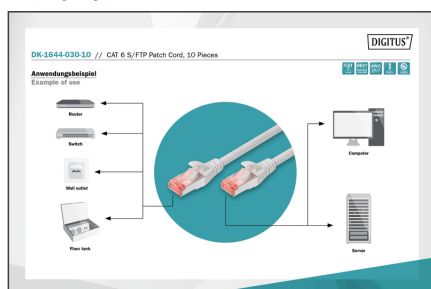 DIGITUS®
DK-1644-030-10 // CAT 6 S/FTP Patch Cord, 10 Pieces
Anwendungsbeispiel
Example of use
Router
Switch
Wall outlet
Floor tank
Computer
Server